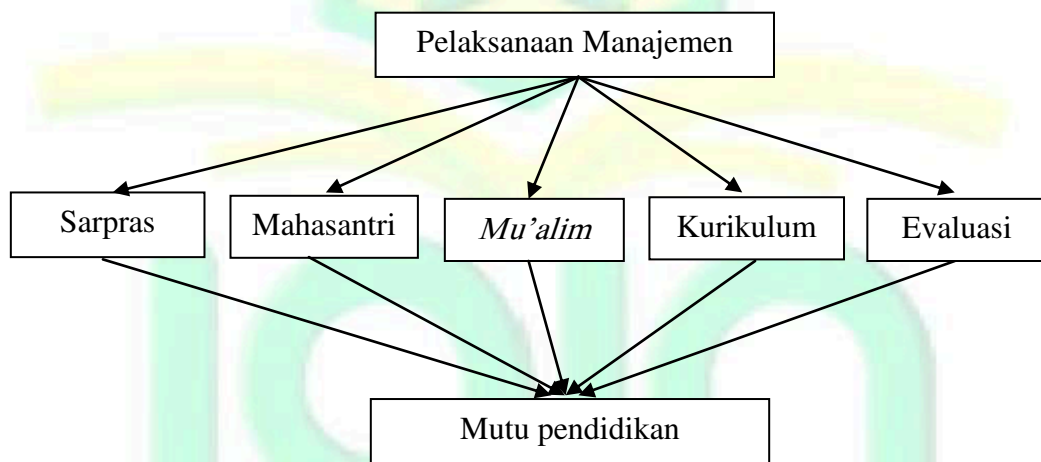 Pelaksanaan Manajemen
Sarpras Mahasantri Mu’alim Kurikulum Evaluasi
Mutu pendidikan